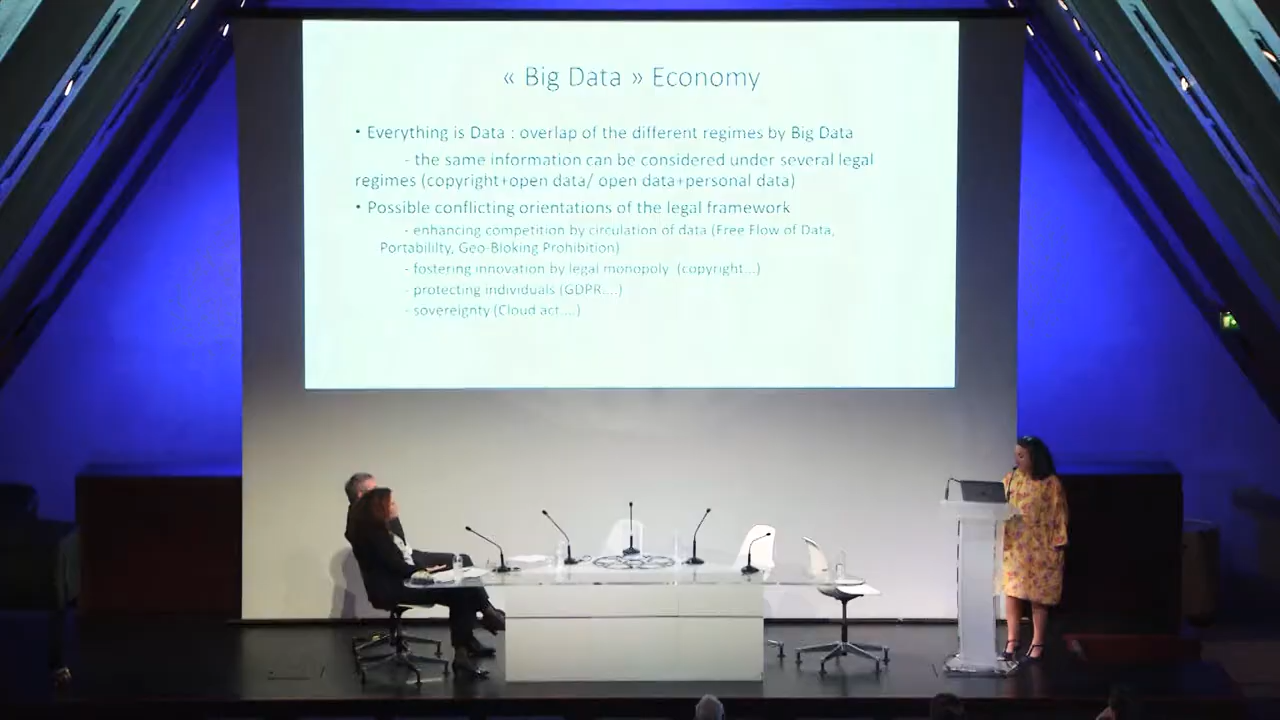 « Big Data » Economy
• Everything is Data : overlap of the different regimes by Big Data
- the same information can be considered under several legal
regimes (copyright+open data/ open data+personal data)
• Possible conflicting orientations of the legal framework
- enhancing competition by circulation of data (Free Flow of Data,
Portabililty, Geo-Bloking Prohibition)
- fostering innovation by legal monopoly (copyright...)
- protecting individuals (GDPR....)
- sovereignty (Cloud act....)